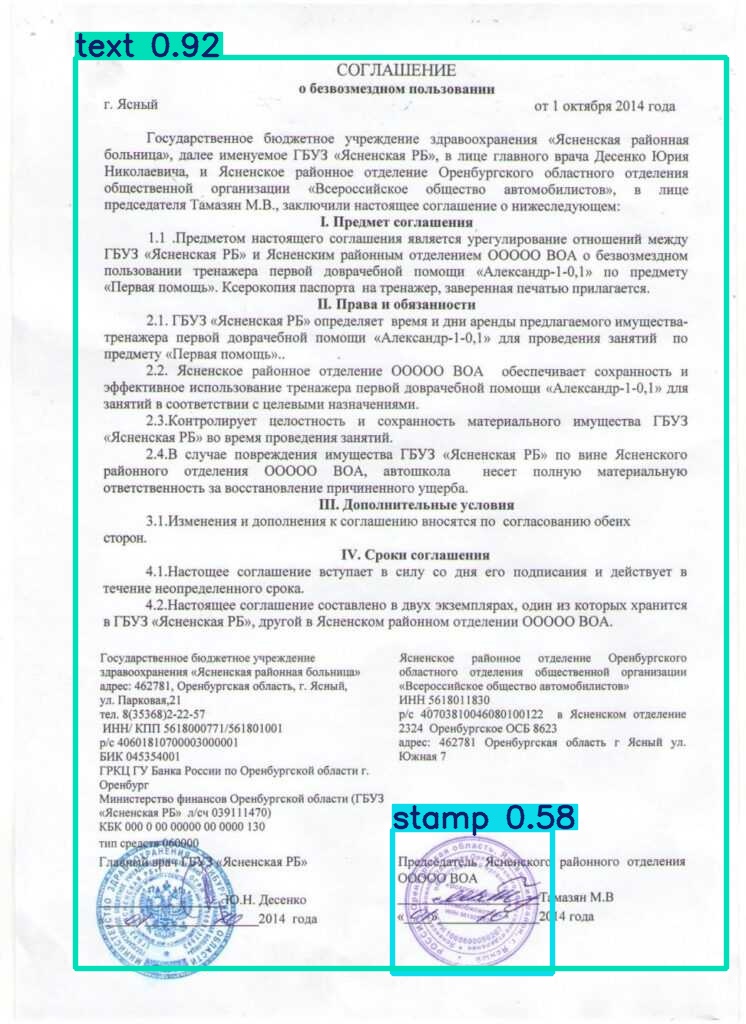 text 0.92
СОГЛАШЕНИЕ
о безвозмездном пользовании
г. Ясный от 1 октября 2014 года
Государственное бюджетное учреждение здравоохранения «Ясненская районная
больница», далее именуемое ГБУЗ «Ясненская РБ», в лице главного врача Десенко Юрия
Николаевича, и Ясненское районное отделение Оренбургского областного отделения
общественной организации «Всероссийское общество автомобилистов», в лице
председателя Тамазян М.В., заключили настоящее соглашение о нижеследующем:
I. Предмет соглашения
1.1 .Предметом настоящего соглашения является урегулирование отношений между
ГБУЗ «Ясненская РБ» и Ясненским районным отделением ООООО ВОА о безвозмездном
пользовании тренажера первой доврачебной помощи «Александр-1-0,1» по предмету
«Первая помощь». Ксерокопия паспорта на тренажер, заверенная печатью прилагается.
II. Права и обязанности
2.1. ГБУЗ «Ясненская РБ» определяет время и дни аренды предлагаемого имущества-
тренажера первой доврачебной помощи «Александр-1-0,1» для проведения занятий по
предмету «Первая помощь»..
2.2. Ясненское районное отделение ООООО ВОА обеспечивает сохранность и
эффективное использование тренажера первой доврачебной помощи «Александр-1-0,1» для
занятий в соответствии с целевыми назначениями.
2.3.Контролирует целостность и сохранность материального имущества ГБУЗ
«Ясненская РБ» во время проведения занятий.
2.4.В случае повреждения имущества ГБУЗ «Ясненская РБ» по вине Ясненского
районного отделения ООООО ВОА, автошкола несет полную материальную
ответственность за восстановление причиненного ущерба.
III. Дополнительные условия
3.1.Изменения и дополнения к соглашению вносятся по согласованию обеих
сторон.
IV. Сроки соглашения
4.1.Настощее соглашение вступает в силу со дня его подписания и действует в
течение неопределенного срока.
4.2.Настоящее соглашение составлено в двух экземплярах, один из которых хранится
в ГБУЗ «Ясненская РБ», другой в Ясненском районном отделении ООООО ВОА.
Государственное бюджетное учреждение
здравоохранения «Ясненская районная больница»
адрес: 462781, Оренбургская область, г. Ясный,
ул. Парковая,21
тел. 8(35368)2-22-57
ИНН/ КПП 5618000771/561801001
р/с 40601810700003000001
БИК 045354001
ГРКЦ ГУ Банка России по Оренбургской области г.
Оренбург
Министерство финансов Оренбургской области (ГБУЗ
«Ясненская РБ» л/сч 039111470)
КБК 000 0 00 00000 00 0000 130
тип средств 060000
Главный врач ГБУЗ «Ясненская РБ»
Ю.Н. Десенко
2014 года
Ясненское районное отделение Оренбургского
областного отделения общественной организации
«Всероссийское общество автомобилистов»
ИНН 5618011830
р/с 40703810046080100122 в Ясненском отделение
2324 Оренбургское ОСБ 8623
адрес: 462781 Оренбургская область г Ясный ул.
Южная 7
stamp 0.58
Председатель Ясненского районного отделения
ООООО ВОА
Тамазян М.В
2014 года